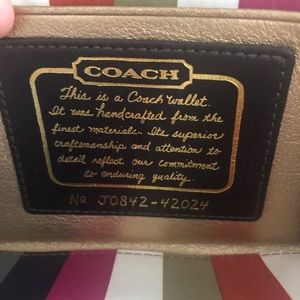 COACH
This is a Coach wallet.
It was handcrafted from the
finest materials. Its superior
craftsmanship and attention to
detail reflect our commitment
to enduring quality.
No J0842-42024